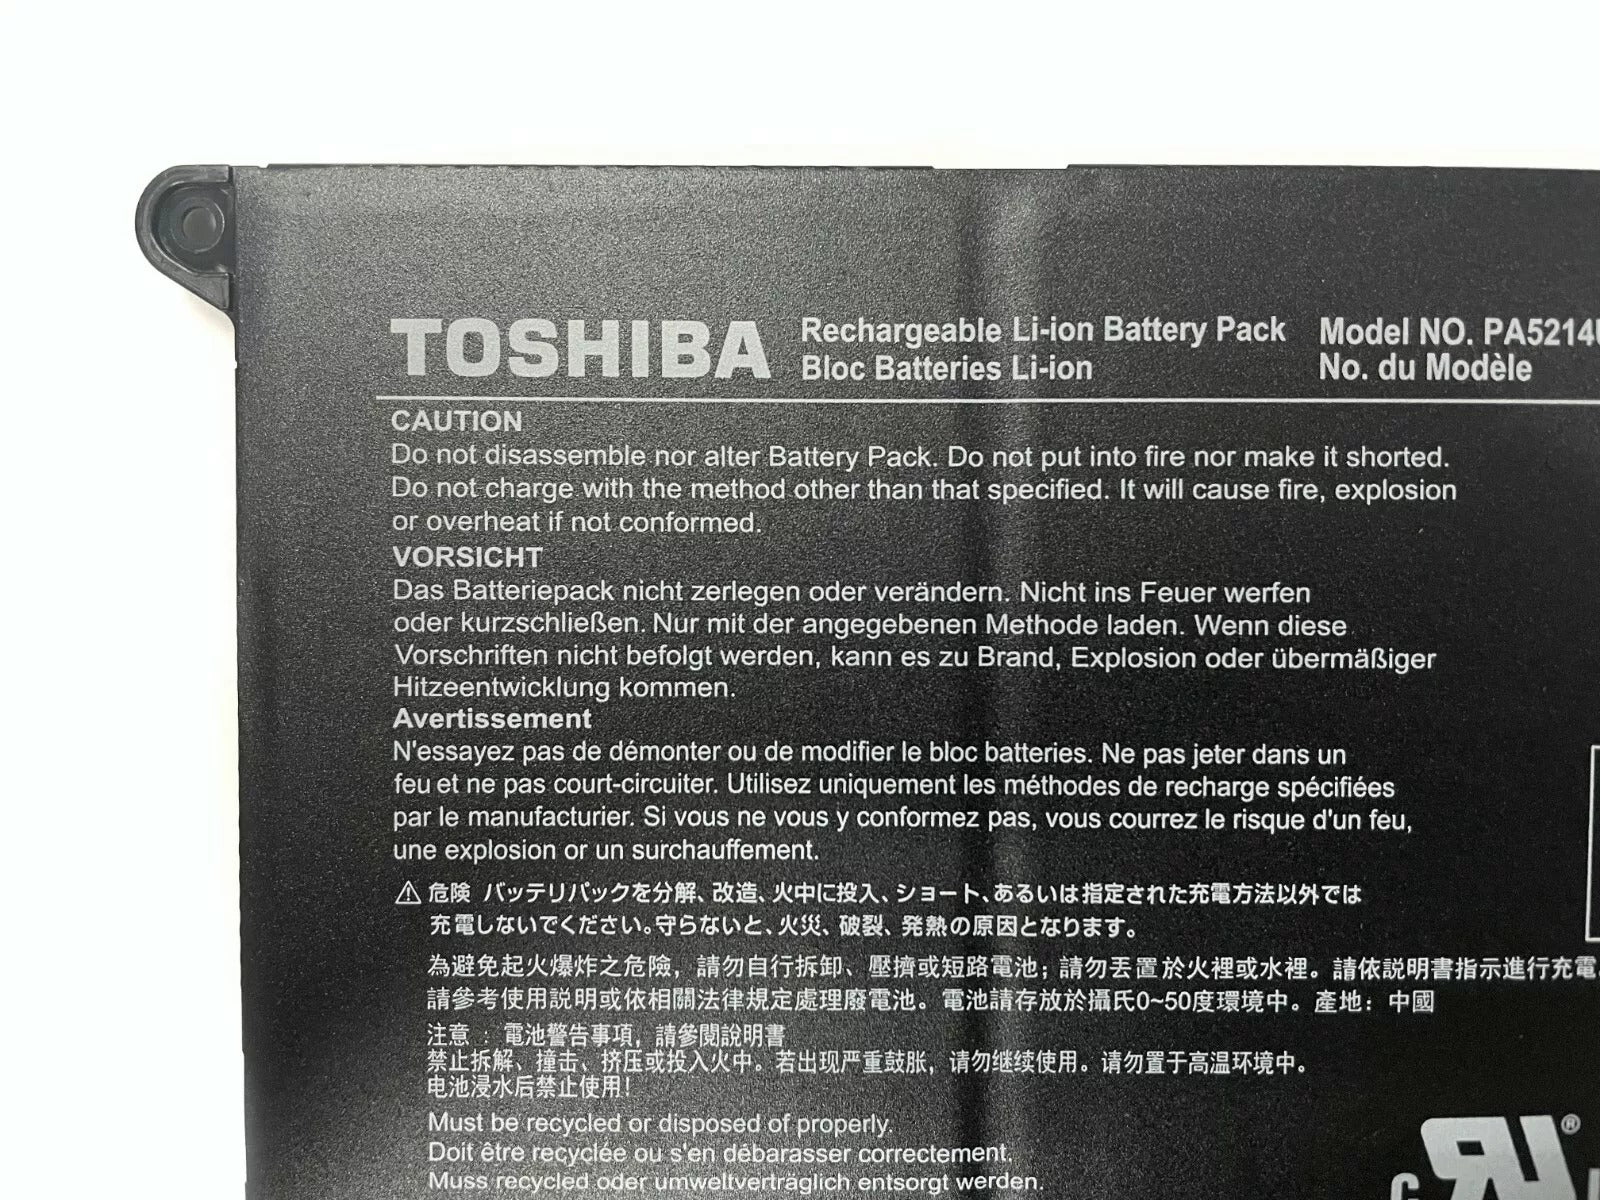 TOSHIBA
Rechargeable Li-ion Battery Pack
Bloc Batteries Li-ion
Model NO. PA5214U
No. du Modèle
CAUTION
Do not disassemble nor alter Battery Pack. Do not put into fire nor make it shorted.
Do not charge with the method other than that specified. It will cause fire, explosion
or overheat if not conformed.
VORSICHT
Das Batteriepack nicht zerlegen oder verändern. Nicht ins Feuer werfen
oder kurzschließen. Nur mit der angegebenen Methode laden. Wenn diese
Vorschriften nicht befolgt werden, kann es zu Brand, Explosion oder übermäßiger
Hitzeentwicklung kommen.
Avertissement
N'essayez pas de démonter ou de modifier le bloc batteries. Ne pas jeter dans un
feu et ne pas court-circuiter. Utilisez uniquement les méthodes de recharge spécifiées
par le manufacturier. Si vous ne vous y conformez pas, vous courrez le risque d'un feu,
une explosion or un surchauffement.
⚠ 危険 バッテリパックを分解、改造、火中に投入、ショート、あるいは指定された充電方法以外では
充電しないでください。守らないと、火災、破裂、発熱の原因となります。
為避免起火爆炸之危險，請勿自行拆卸、壓擠或短路電池；請勿丟置於火裡或水裡。請依説明書指示進行充電。
請參考使用説明或依相關法律規定處理廢電池。電池請存放於攝氏0~50度環境中。產地：中國
注意：電池警告事項，請參閱說明書
禁止拆解、撞击、挤压或投入火中。若出现严重鼓胀，请勿继续使用。请勿置于高温环境中。
电池浸水后禁止使用！
Must be recycled or disposed of properly.
Doit être recyclée ou s'en débarasser correctement.
Muss recycled oder umweltverträglich entsorgt werden.
c RU ®